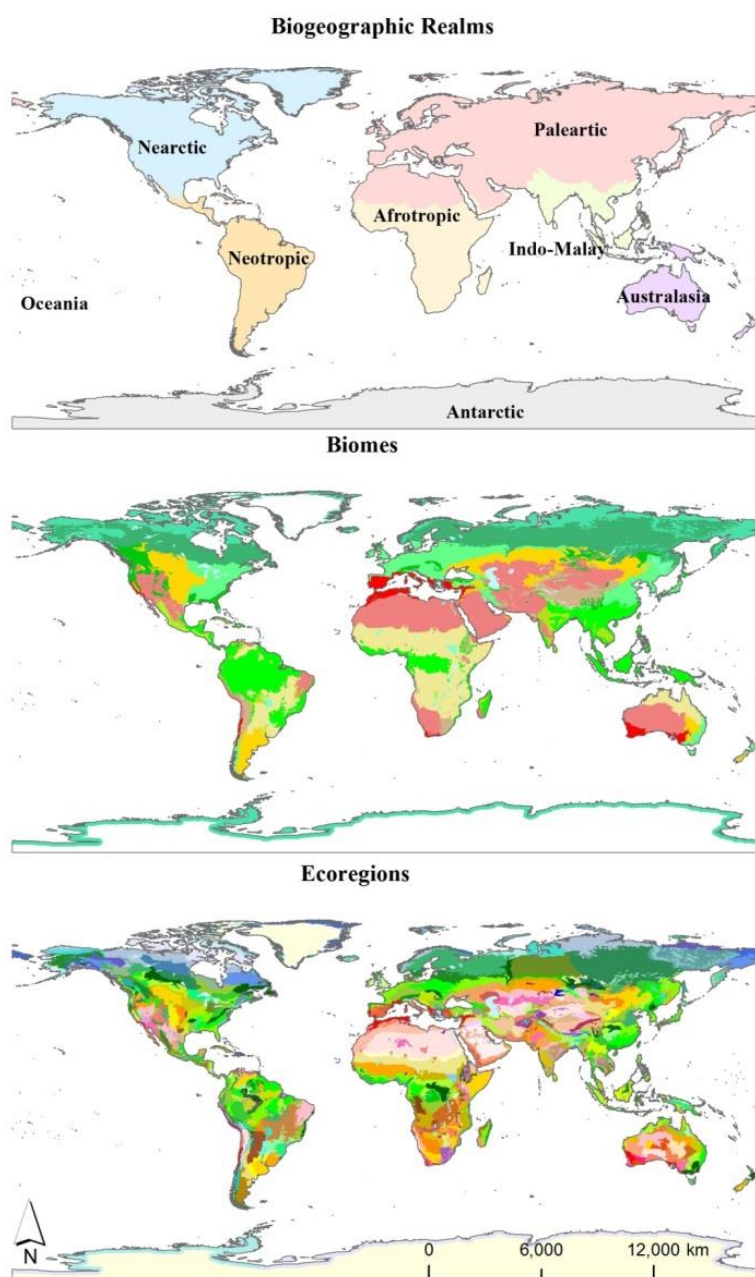 Biogeographic Realms
Nearctic
Paleartic
Afrotropic
Neotropic
Indo-Malay
Oceania
Australasia
Antarctic
Biomes
Ecoregions
N
0 6,000 12,000 km